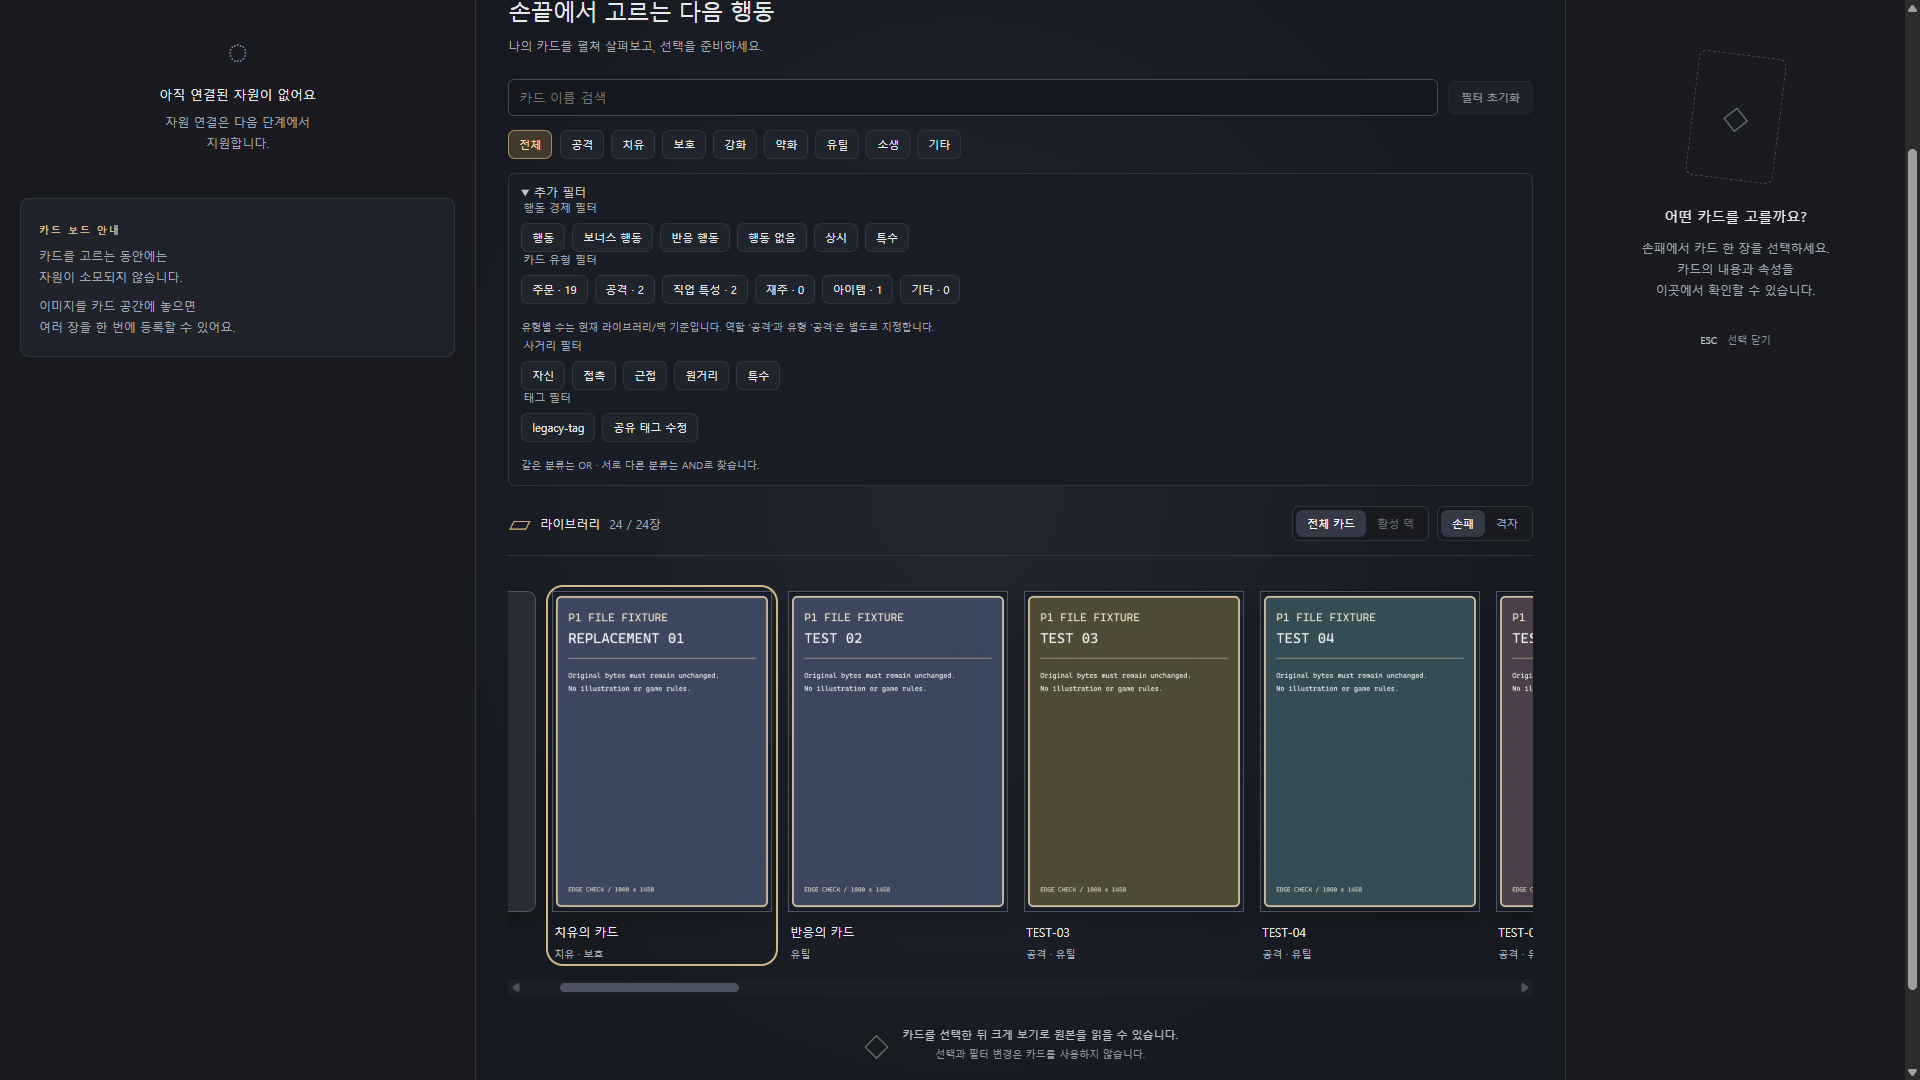 손끝에서 고르는 다음 행동
나의 카드를 펼쳐 살펴보고, 선택을 준비하세요.
카드 이름 검색
필터 초기화
전체
공격
치유
보호
강화
약화
유틸
소생
기타
▼ 추가 필터
행동 경제 필터
행동
보너스 행동
반응 행동
행동 없음
상시
특수
카드 유형 필터
주문 · 19
공격 · 2
직업 특성 · 2
재주 · 0
아이템 · 1
기타 · 0
유형별 수는 현재 라이브러리/덱 기준입니다. 역할 ‘공격’과 유형 ‘공격’은 별도로 지정합니다.
사거리 필터
자신
접촉
근접
원거리
특수
태그 필터
legacy-tag
공유 태그 수정
같은 분류는 OR · 서로 다른 분류는 AND로 찾습니다.
아직 연결된 자원이 없어요
자원 연결은 다음 단계에서
지원합니다.
카드 보드 안내
카드를 고르는 동안에는
자원이 소모되지 않습니다.
이미지를 카드 공간에 놓으면
여러 장을 한 번에 등록할 수 있어요.
라이브러리 24 / 24장
전체 카드
활성 덱
손패
격자
P1 FILE FIXTURE
REPLACEMENT 01
Original bytes must remain unchanged.
No illustration or game rules.
EDGE CHECK / 1000 x 1458
치유의 카드
치유 · 보호
P1 FILE FIXTURE
TEST 02
Original bytes must remain unchanged.
No illustration or game rules.
EDGE CHECK / 1000 x 1458
반응의 카드
유틸
P1 FILE FIXTURE
TEST 03
Original bytes must remain unchanged.
No illustration or game rules.
EDGE CHECK / 1000 x 1458
TEST-03
공격 · 유틸
P1 FILE FIXTURE
TEST 04
Original bytes must remain unchanged.
No illustration or game rules.
EDGE CHECK / 1000 x 1458
TEST-04
공격 · 유틸
P1
No il
공격 ·
카드를 선택한 뒤 크게 보기로 원본을 읽을 수 있습니다.
선택과 필터 변경은 카드를 사용하지 않습니다.
어떤 카드를 고를까요?
손패에서 카드 한 장을 선택하세요.
카드의 내용과 속성을
이곳에서 확인할 수 있습니다.
ESC 선택 닫기